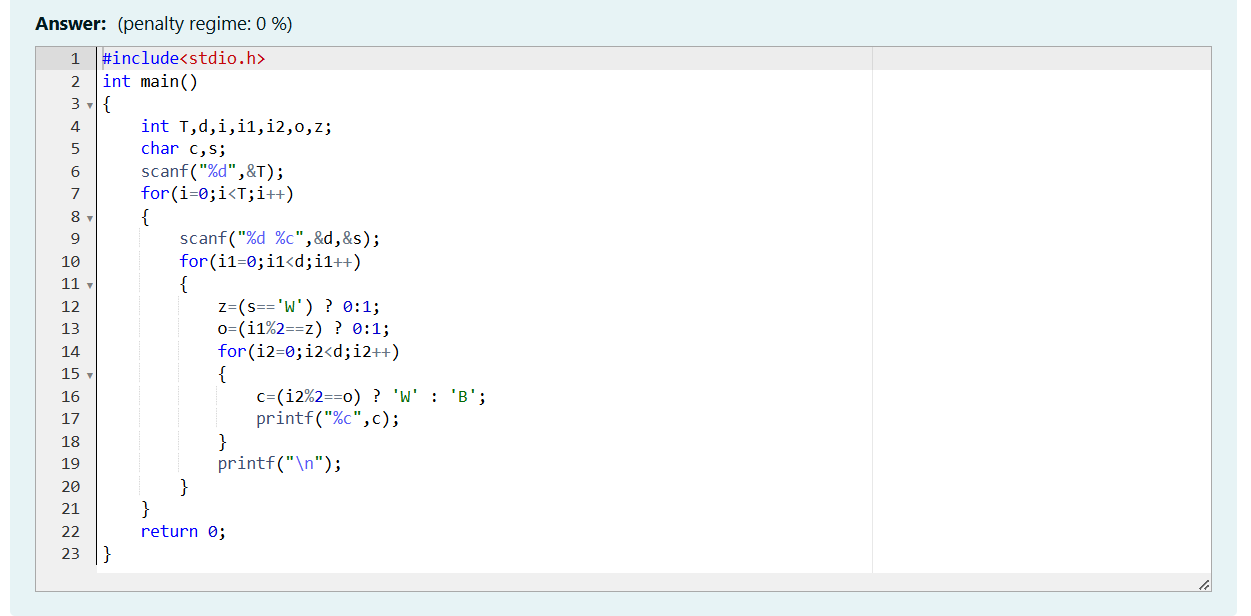 Answer: (penalty regime: 0 %)
1 #include<stdio.h>
2 int main()
3 {
4     int T,d,i,i1,i2,o,z;
5     char c,s;
6     scanf("%d",&T);
7     for(i=0;i<T;i++)
8     {
9         scanf("%d %c",&d,&s);
10         for(i1=0;i1<d;i1++)
11         {
12             z=(s=='W') ? 0:1;
13             o=(i1%2==z) ? 0:1;
14             for(i2=0;i2<d;i2++)
15             {
16                 c=(i2%2==o) ? 'W' : 'B';
17                 printf("%c",c);
18             }
19             printf("\n");
20         }
21     }
22     return 0;
23 }